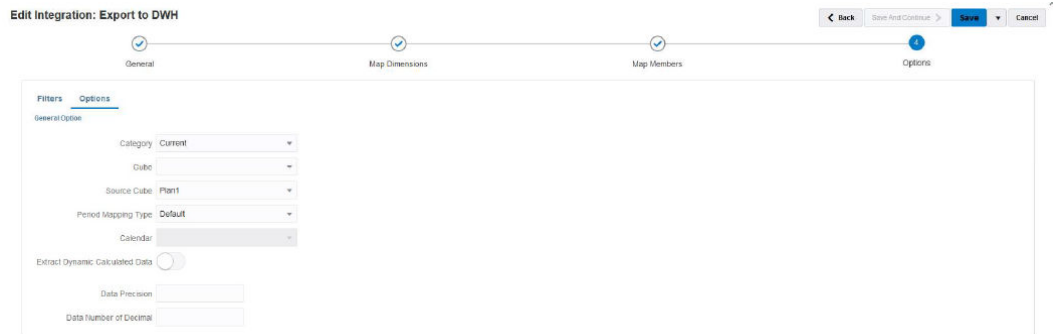 Edit Integration: Export to DWH
Back Save And Continue Save Cancel
General Map Dimensions Map Members 4 Options
Filters Options
General Option
Category Current
Cube
Source Cube Plan1
Period Mapping Type Default
Calendar
Extract Dynamic Calculated Data
Data Precision
Data Number of Decimal